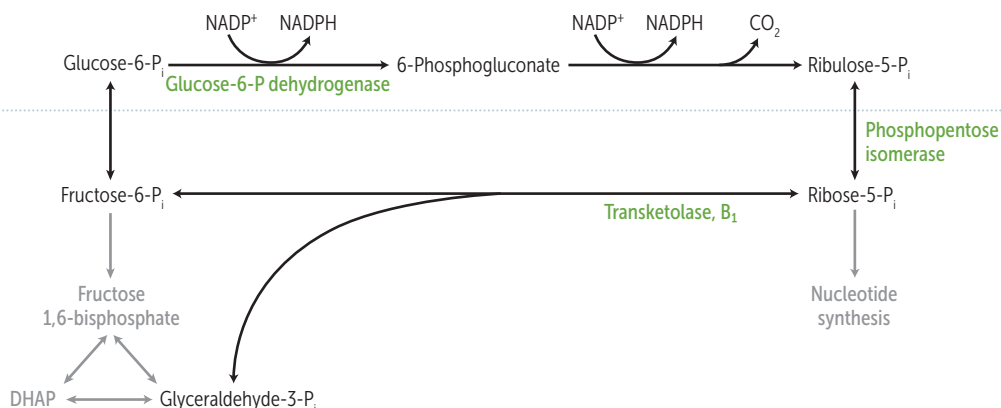 NADP⁺ NADPH NADP⁺ NADPH CO₂
Glucose-6-Pᵢ 6-Phosphogluconate Ribulose-5-Pᵢ
Glucose-6-P dehydrogenase
Phosphopentose
isomerase
Fructose-6-Pᵢ Ribose-5-Pᵢ
Transketolase, B₁
Fructose
1,6-bisphosphate
Nucleotide
synthesis
DHAP Glyceraldehyde-3-Pᵢ